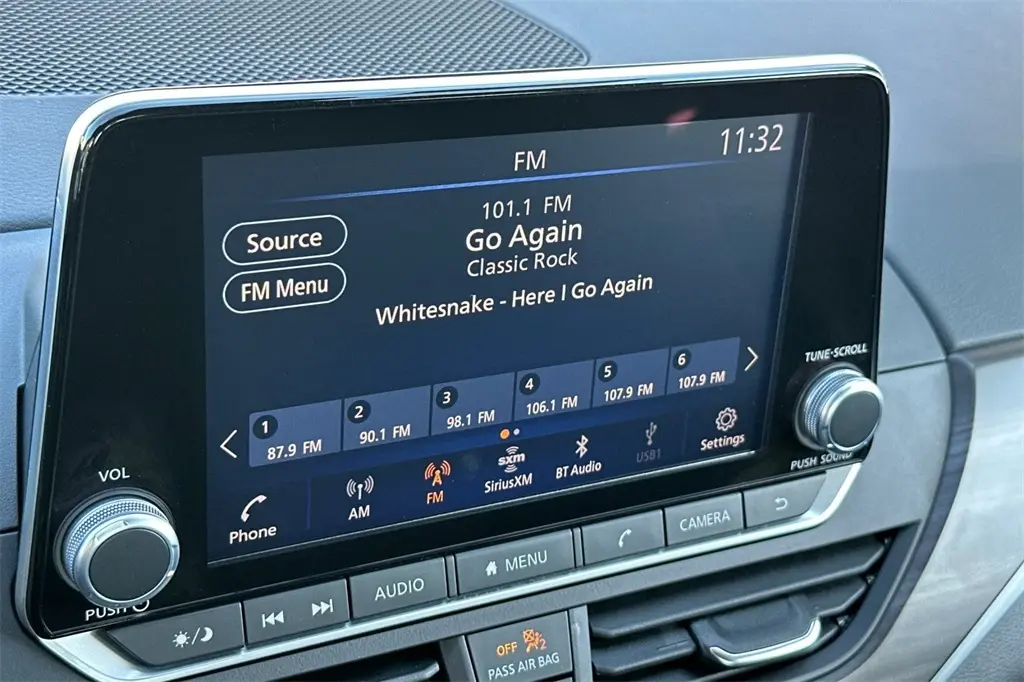 FM
11:32
101.1 FM
Go Again
Classic Rock
Whitesnake - Here I Go Again
Source
FM Menu
1
87.9 FM
2
90.1 FM
3
98.1 FM
4
106.1 FM
5
107.9 FM
6
107.9 FM
Phone
AM
FM
sxm
SiriusXM
BT Audio
USB1
Settings
VOL
PUSH
TUNE·SCROLL
PUSH SOUND
AUDIO
MENU
CAMERA
OFF
2
PASS AIR BAG